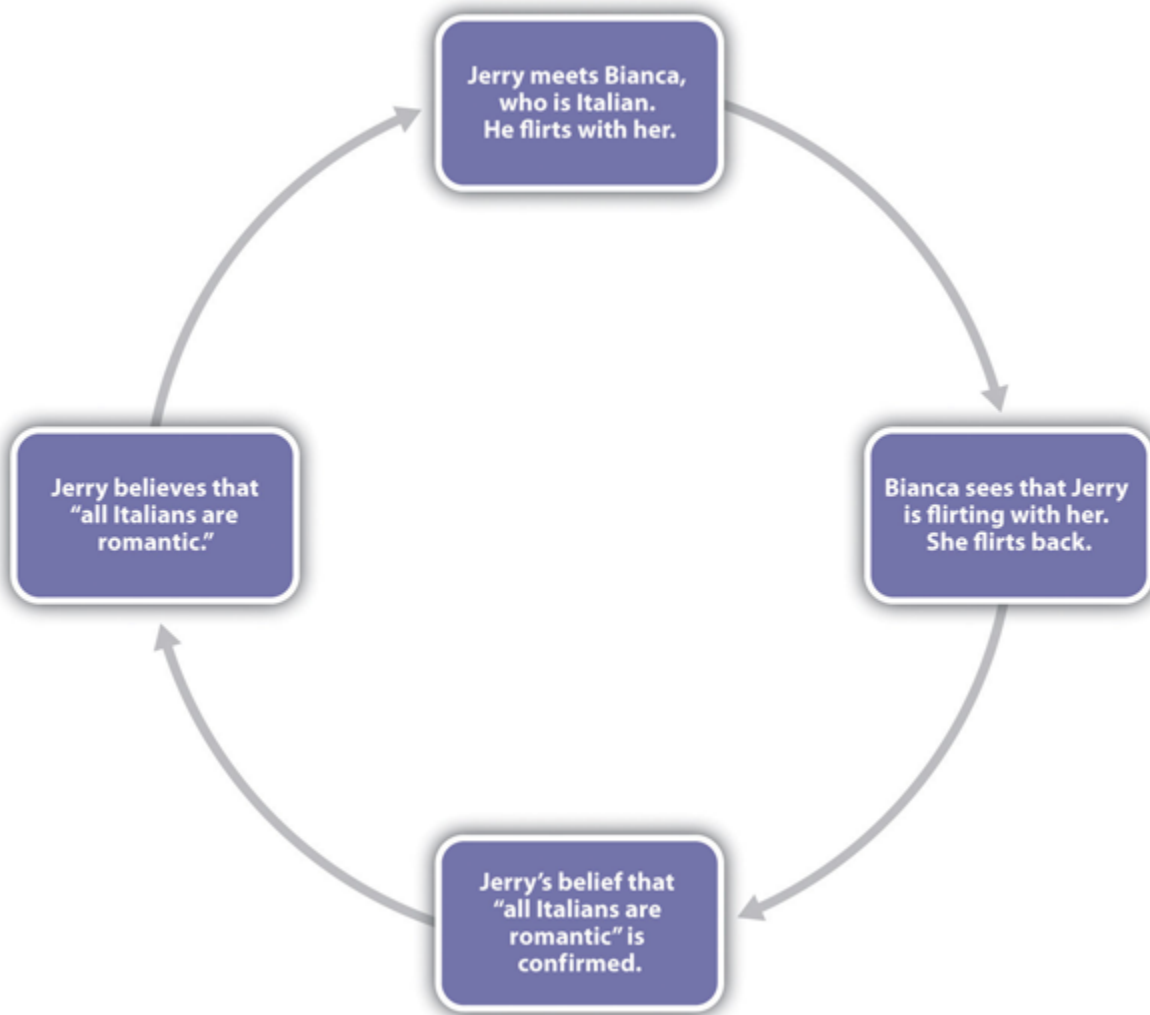 Jerry meets Bianca,
who is Italian.
He flirts with her.
Jerry believes that
“all Italians are
romantic.”
Bianca sees that Jerry
is flirting with her.
She flirts back.
Jerry’s belief that
“all Italians are
romantic” is
confirmed.